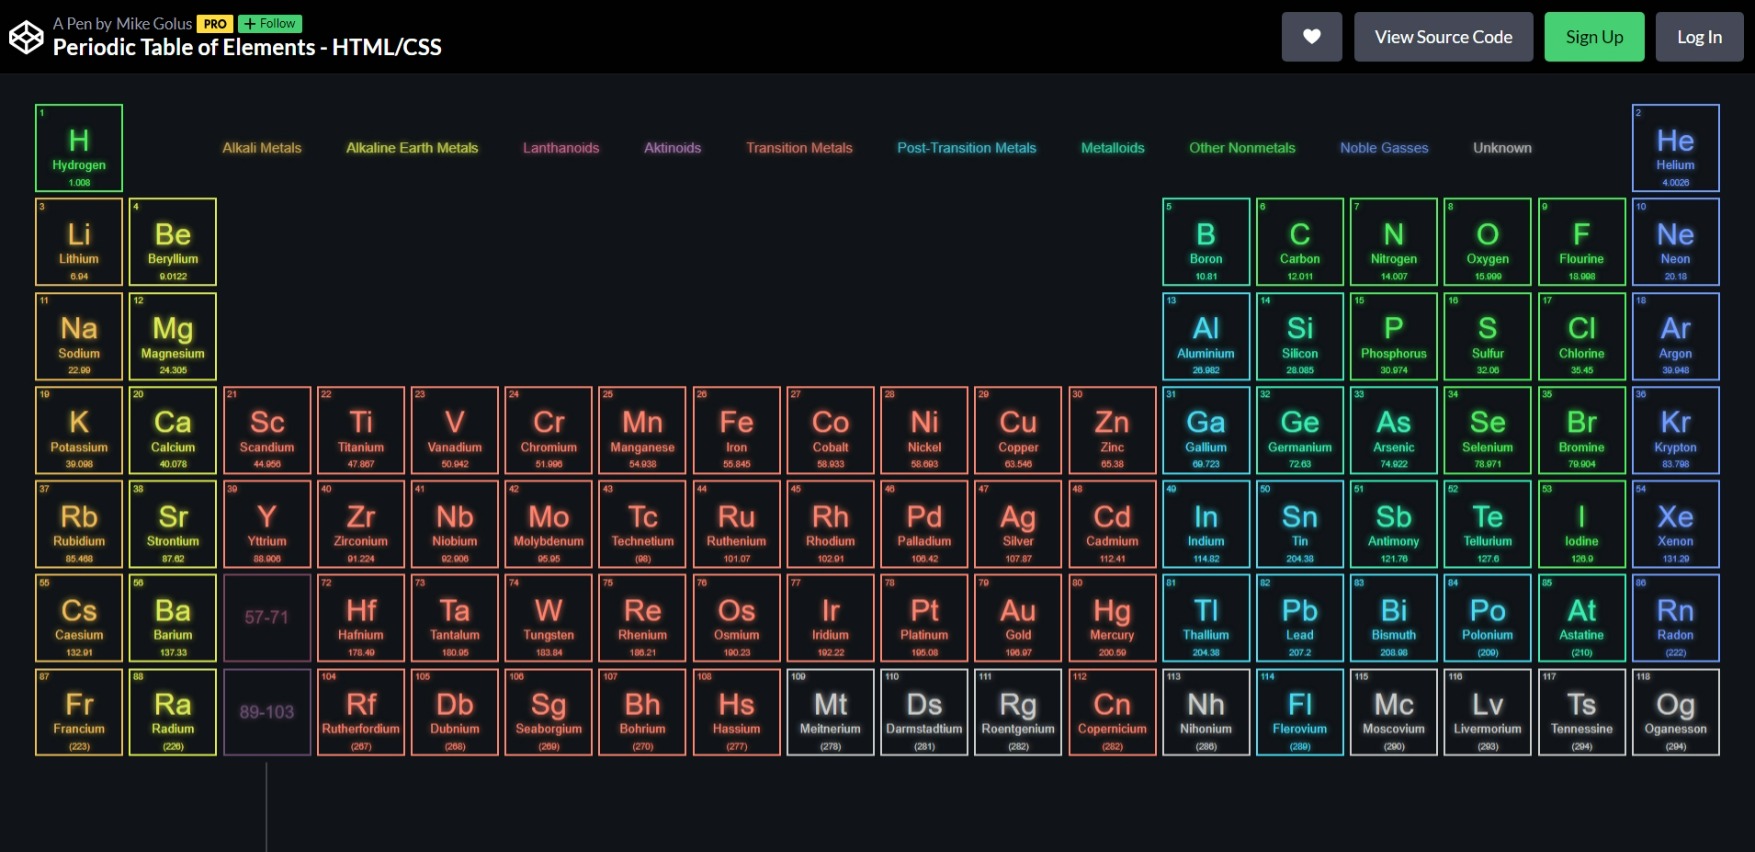 A Pen by Mike Golus PRO + Follow
Periodic Table of Elements - HTML/CSS
View Source Code
Sign Up
Log In
1 2
H He
Hydrogen Helium
1.008 4.0026
Alkali Metals Alkaline Earth Metals Lanthanoids Aktinoids Transition Metals Post-Transition Metals Metalloids Other Nonmetals Noble Gasses Unknown
3 4 5 6 7 8 9 10
Li Be B C N O F Ne
Lithium Beryllium Boron Carbon Nitrogen Oxygen Flourine Neon
6.94 9.0122 10.81 12.011 14.007 15.999 18.998 20.18
11 12 13 14 15 16 17 18
Na Mg Al Si P S Cl Ar
Sodium Magnesium Aluminium Silicon Phosphorus Sulfur Chlorine Argon
22.99 24.305 26.982 28.085 30.974 32.06 35.45 39.948
19 20 21 22 23 24 25 26 27 28 29 30 31 32 33 34 35 36
K Ca Sc Ti V Cr Mn Fe Co Ni Cu Zn Ga Ge As Se Br Kr
Potassium Calcium Scandium Titanium Vanadium Chromium Manganese Iron Cobalt Nickel Copper Zinc Gallium Germanium Arsenic Selenium Bromine Krypton
39.098 40.078 44.956 47.867 50.942 51.996 54.938 55.845 58.933 58.693 63.546 65.38 69.723 72.63 74.922 78.971 79.904 83.798
37 38 39 40 41 42 43 44 45 46 47 48 49 50 51 52 53 54
Rb Sr Y Zr Nb Mo Tc Ru Rh Pd Ag Cd In Sn Sb Te I Xe
Rubidium Strontium Yttrium Zirconium Niobium Molybdenum Technetium Ruthenium Rhodium Palladium Silver Cadmium Indium Tin Antimony Tellurium Iodine Xenon
85.468 87.62 88.906 91.224 92.906 95.95 (98) 101.07 102.91 106.42 107.87 112.41 114.82 204.38 121.76 127.6 126.9 131.29
55 56 72 73 74 75 76 77 78 79 80 81 82 83 84 85 86
Cs Ba 57-71 Hf Ta W Re Os Ir Pt Au Hg Tl Pb Bi Po At Rn
Caesium Barium Hafnium Tantalum Tungsten Rhenium Osmium Iridium Platinum Gold Mercury Thallium Lead Bismuth Polonium Astatine Radon
132.91 137.33 178.49 180.95 183.84 186.21 190.23 192.22 195.08 196.97 200.59 204.38 207.2 208.98 (209) (210) (222)
87 88 104 105 106 107 108 109 110 111 112 113 114 115 116 117 118
Fr Ra 89-103 Rf Db Sg Bh Hs Mt Ds Rg Cn Nh Fl Mc Lv Ts Og
Francium Radium Rutherfordium Dubnium Seaborgium Bohrium Hassium Meitnerium Darmstadtium Roentgenium Copernicium Nihonium Flerovium Moscovium Livermorium Tennessine Oganesson
(223) (226) (267) (268) (269) (270) (277) (278) (281) (282) (282) (286) (289) (290) (293) (294) (294)